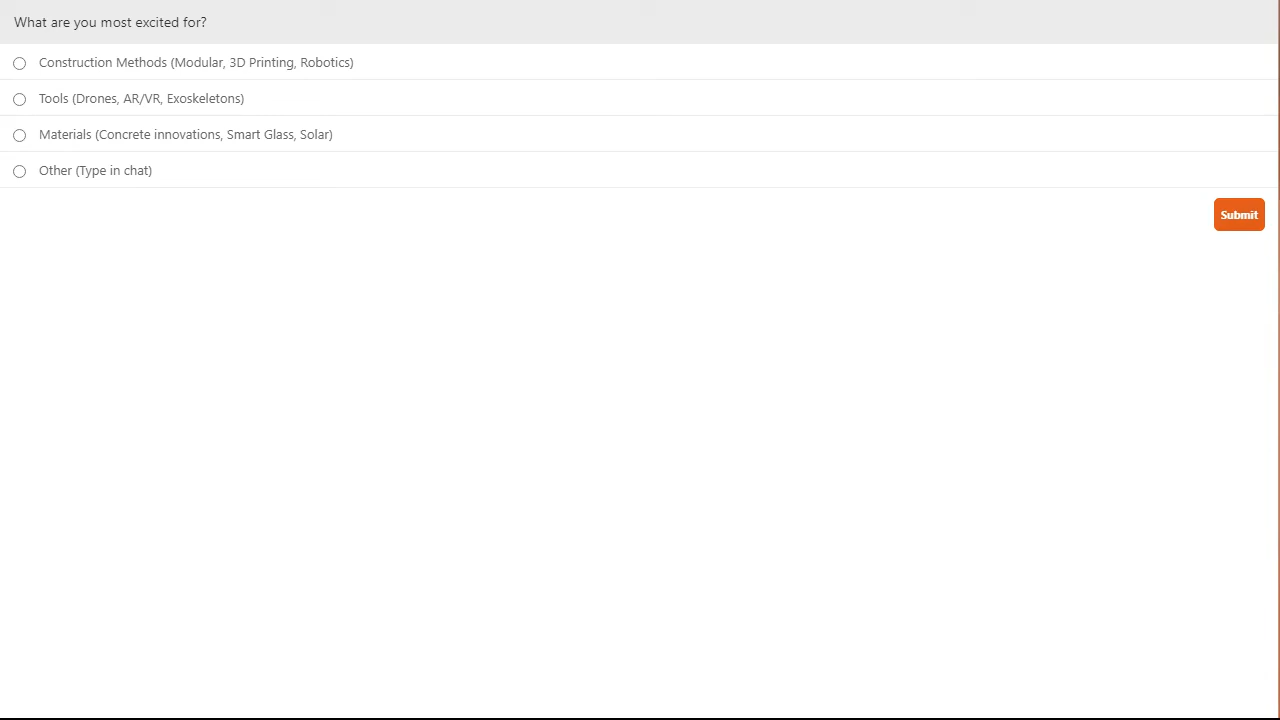 What are you most excited for?
Construction Methods (Modular, 3D Printing, Robotics)
Tools (Drones, AR/VR, Exoskeletons)
Materials (Concrete innovations, Smart Glass, Solar)
Other (Type in chat)
Submit